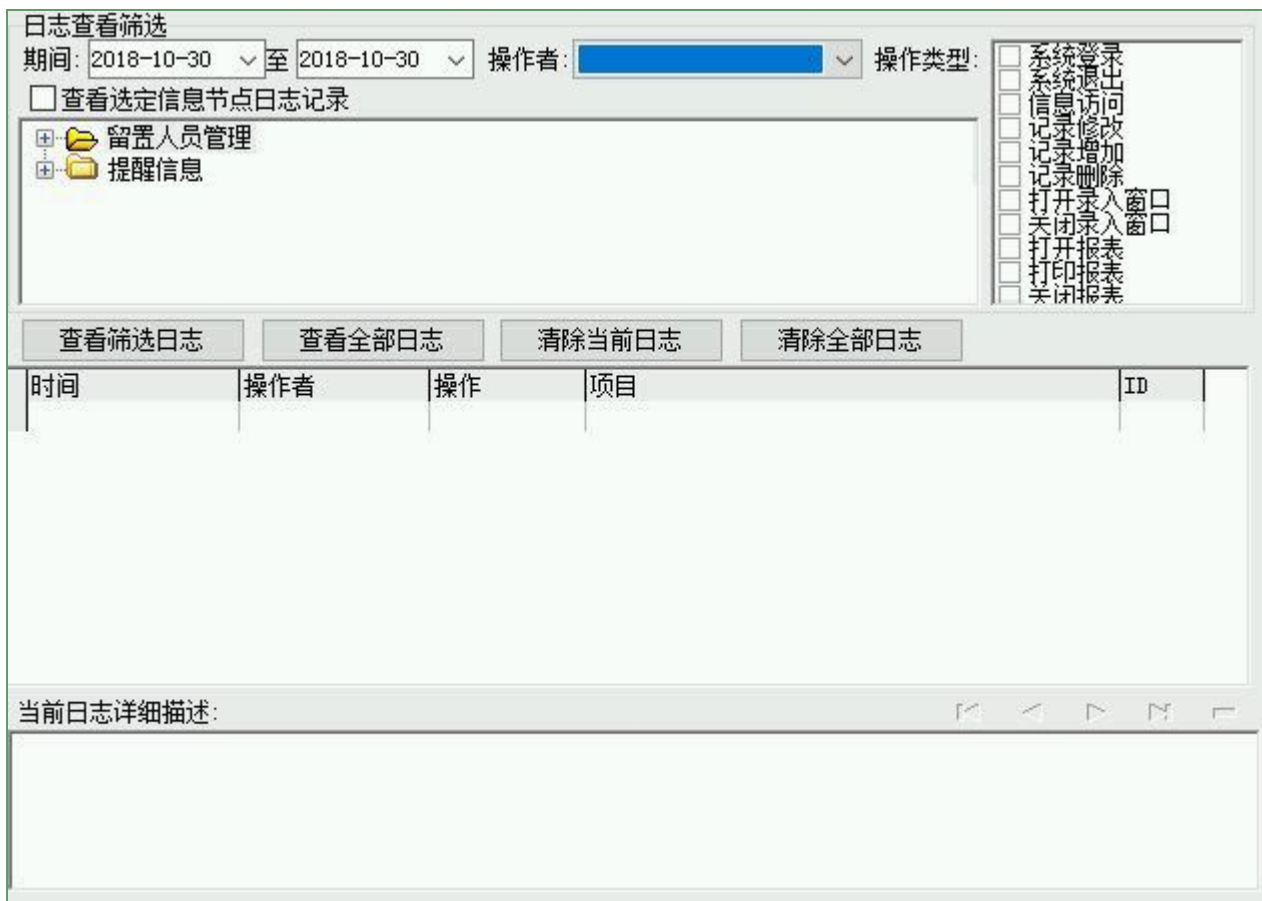 日志查看筛选
期间: 2018-10-30 至 2018-10-30 操作者: 操作类型:
系统登录
系统退出
信息访问
记录修改
记录增加
记录删除
打开录入窗口
关闭录入窗口
打开报表
打印报表
关闭报表
查看选定信息节点日志记录
留置人员管理
提醒信息
查看筛选日志 查看全部日志 清除当前日志 清除全部日志
时间 操作者 操作 项目 ID
当前日志详细描述: